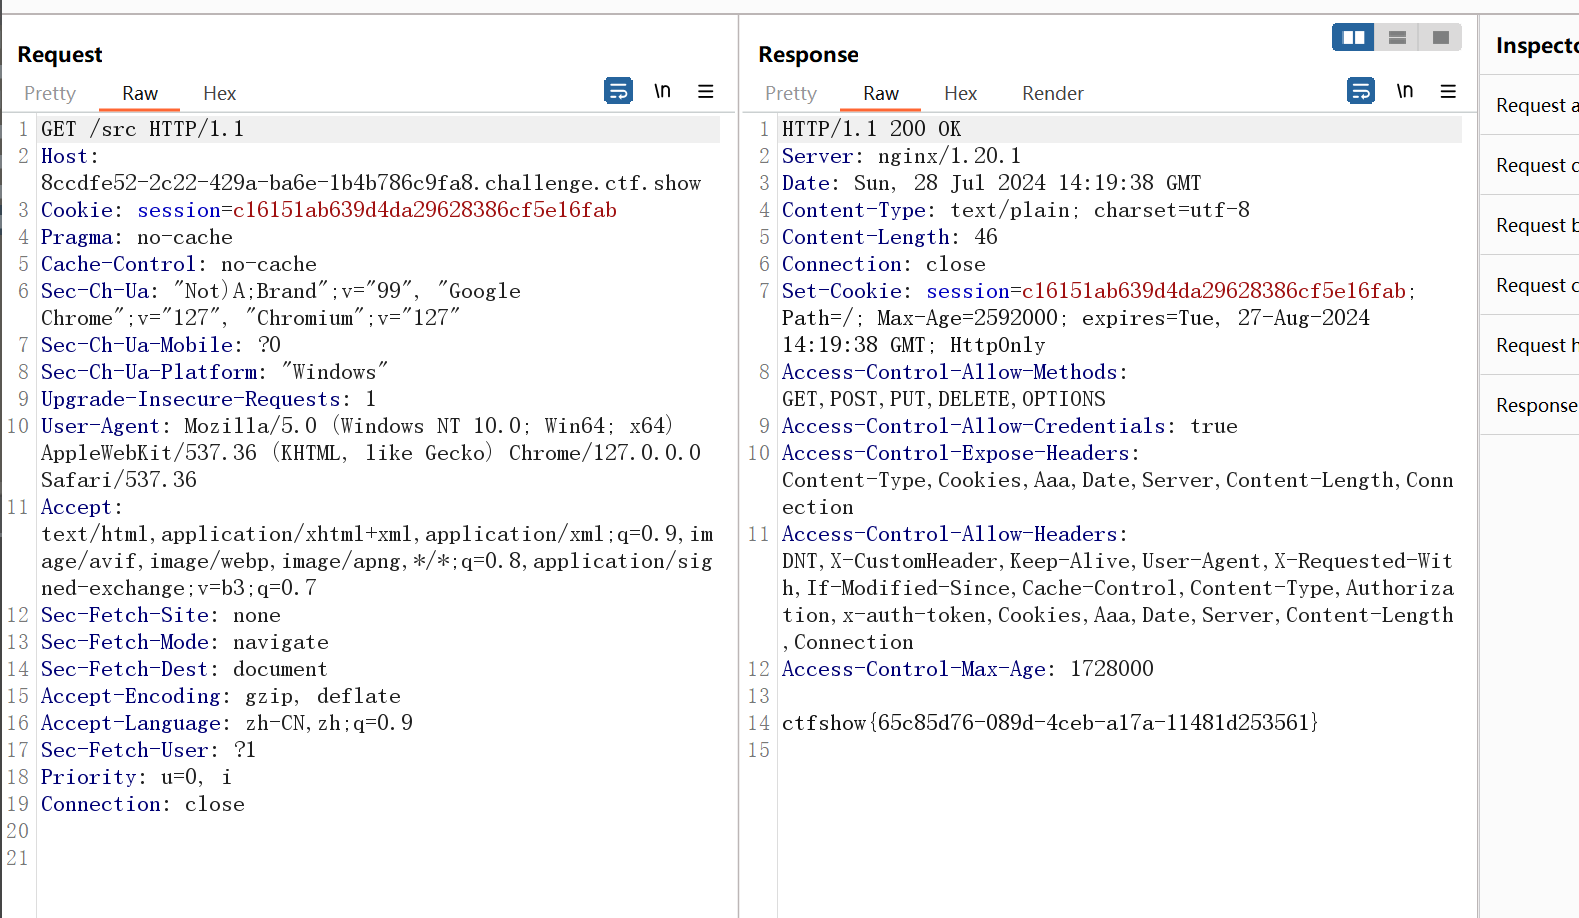 Request
Pretty Raw Hex \n
1 GET /src HTTP/1.1
2 Host:
8ccdfe52-2c22-429a-ba6e-1b4b786c9fa8.challenge.ctf.show
3 Cookie: session=c16151ab639d4da29628386cf5e16fab
4 Pragma: no-cache
5 Cache-Control: no-cache
6 Sec-Ch-Ua: "Not)A;Brand";v="99", "Google
Chrome";v="127", "Chromium";v="127"
7 Sec-Ch-Ua-Mobile: ?0
8 Sec-Ch-Ua-Platform: "Windows"
9 Upgrade-Insecure-Requests: 1
10 User-Agent: Mozilla/5.0 (Windows NT 10.0; Win64; x64)
AppleWebKit/537.36 (KHTML, like Gecko) Chrome/127.0.0.0
Safari/537.36
11 Accept:
text/html,application/xhtml+xml,application/xml;q=0.9,im
age/avif,image/webp,image/apng,*/*;q=0.8,application/sig
ned-exchange;v=b3;q=0.7
12 Sec-Fetch-Site: none
13 Sec-Fetch-Mode: navigate
14 Sec-Fetch-Dest: document
15 Accept-Encoding: gzip, deflate
16 Accept-Language: zh-CN,zh;q=0.9
17 Sec-Fetch-User: ?1
18 Priority: u=0, i
19 Connection: close
20
21
Response
Pretty Raw Hex Render \n
1 HTTP/1.1 200 OK
2 Server: nginx/1.20.1
3 Date: Sun, 28 Jul 2024 14:19:38 GMT
4 Content-Type: text/plain; charset=utf-8
5 Content-Length: 46
6 Connection: close
7 Set-Cookie: session=c16151ab639d4da29628386cf5e16fab;
Path=/; Max-Age=2592000; expires=Tue, 27-Aug-2024
14:19:38 GMT; HttpOnly
8 Access-Control-Allow-Methods:
GET,POST,PUT,DELETE,OPTIONS
9 Access-Control-Allow-Credentials: true
10 Access-Control-Expose-Headers:
Content-Type,Cookies,Aaa,Date,Server,Content-Length,Conn
ection
11 Access-Control-Allow-Headers:
DNT,X-CustomHeader,Keep-Alive,User-Agent,X-Requested-Wit
h,If-Modified-Since,Cache-Control,Content-Type,Authoriza
tion,x-auth-token,Cookies,Aaa,Date,Server,Content-Length
,Connection
12 Access-Control-Max-Age: 1728000
13
14 ctfshow{65c85d76-089d-4ceb-a17a-11481d253561}
15
Inspecto
Request a
Request
Request b
Request c
Request h
Response